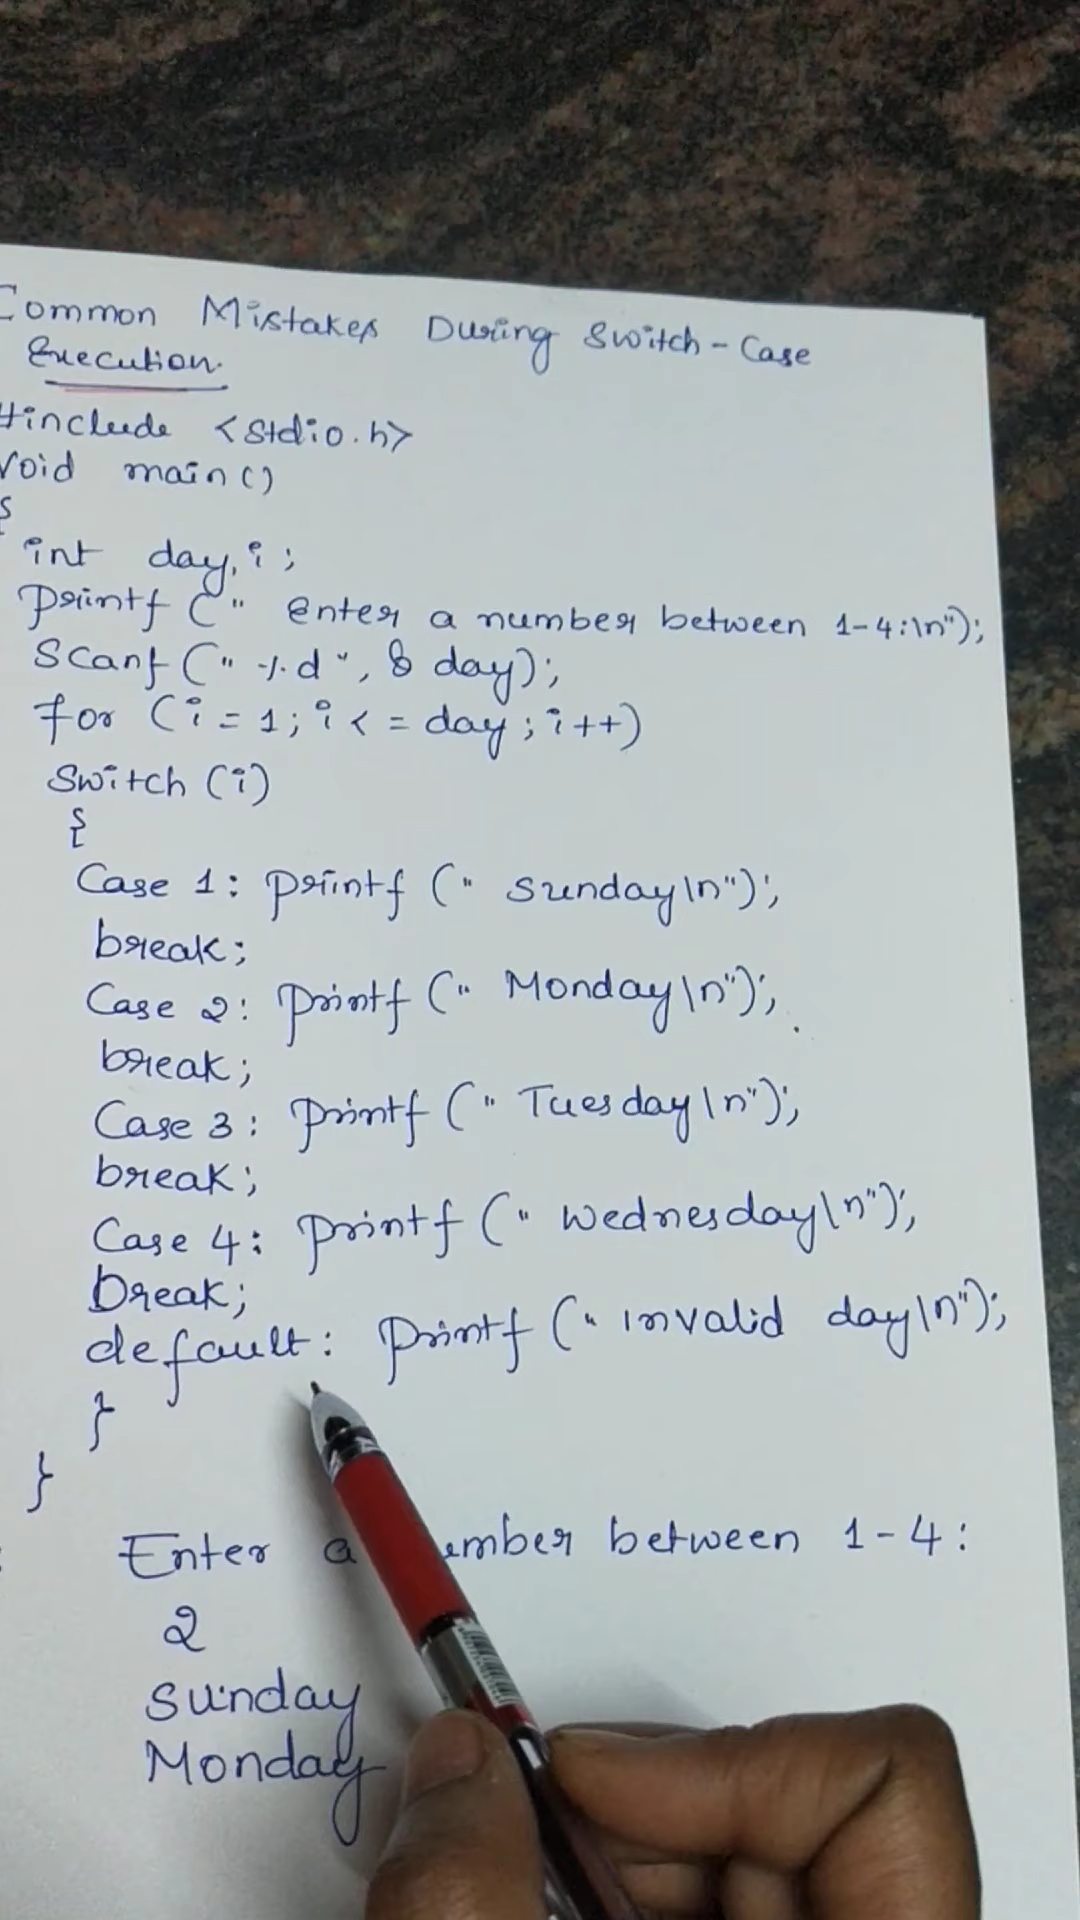 Common Mistakes During Switch-Case
Execution.
#include <stdio.h>
void main()
{
int day, i;
printf (" enter a number between 1-4:\n");
Scanf (" %d", & day);
for (i = 1; i < = day; i++)
Switch (i)
{
Case 1: printf (" Sunday\n");
break;
Case 2: printf (" Monday\n");
break;
Case 3: printf (" Tuesday\n");
break;
Case 4: printf (" Wednesday\n");
break;
default: printf (" invalid day\n");
}
}
Enter a number between 1-4:
2
Sunday
Monday